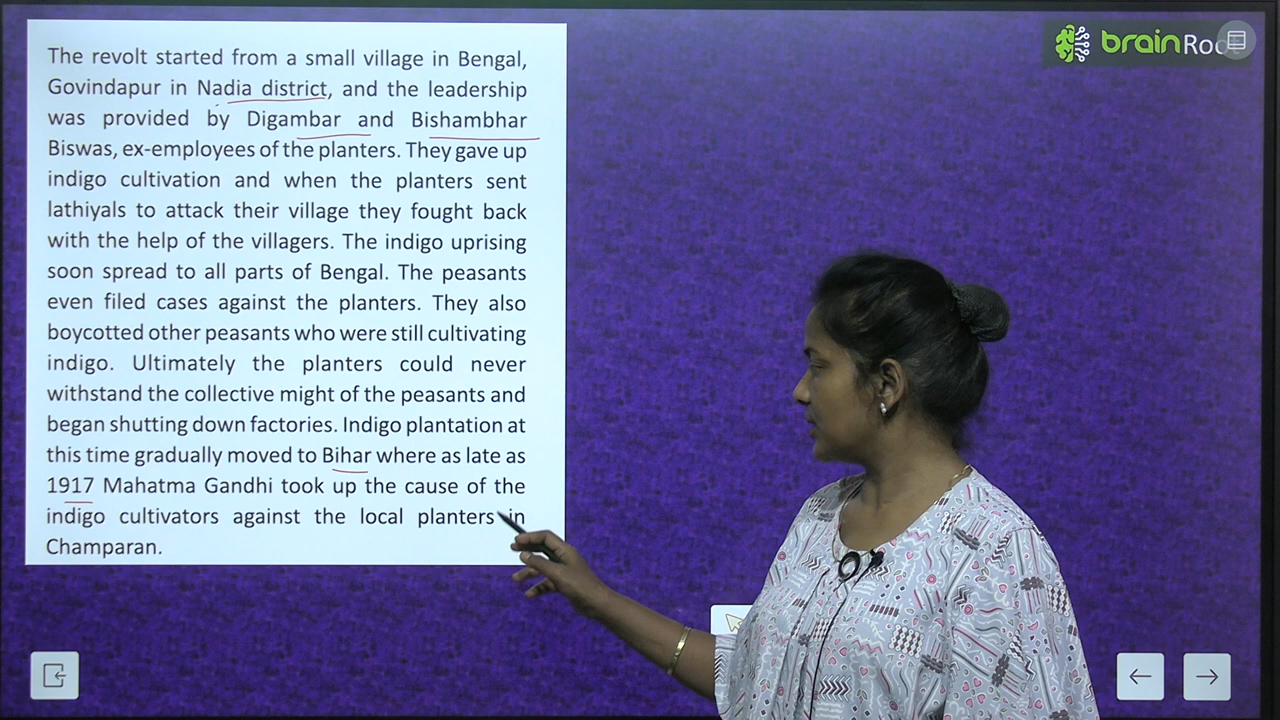 The revolt started from a small village in Bengal,
Govindapur in Nadia district, and the leadership
was provided by Digambar and Bishambhar
Biswas, ex-employees of the planters. They gave up
indigo cultivation and when the planters sent
lathiyals to attack their village they fought back
with the help of the villagers. The indigo uprising
soon spread to all parts of Bengal. The peasants
even filed cases against the planters. They also
boycotted other peasants who were still cultivating
indigo. Ultimately the planters could never
withstand the collective might of the peasants and
began shutting down factories. Indigo plantation at
this time gradually moved to Bihar where as late as
1917 Mahatma Gandhi took up the cause of the
indigo cultivators against the local planters in
Champaran.
brain